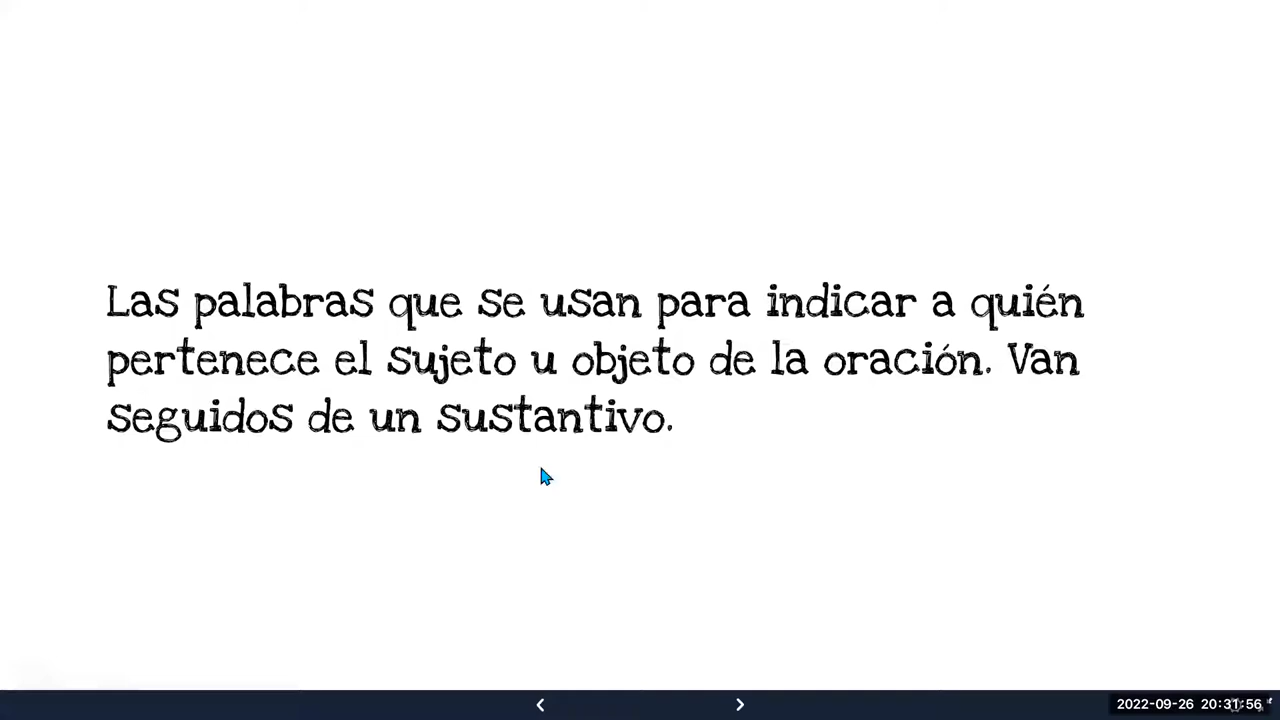 Las palabras que se usan para indicar a quién
pertenece el sujeto u objeto de la oración. Van
seguidos de un sustantivo.
2022-09-26 20:31:56